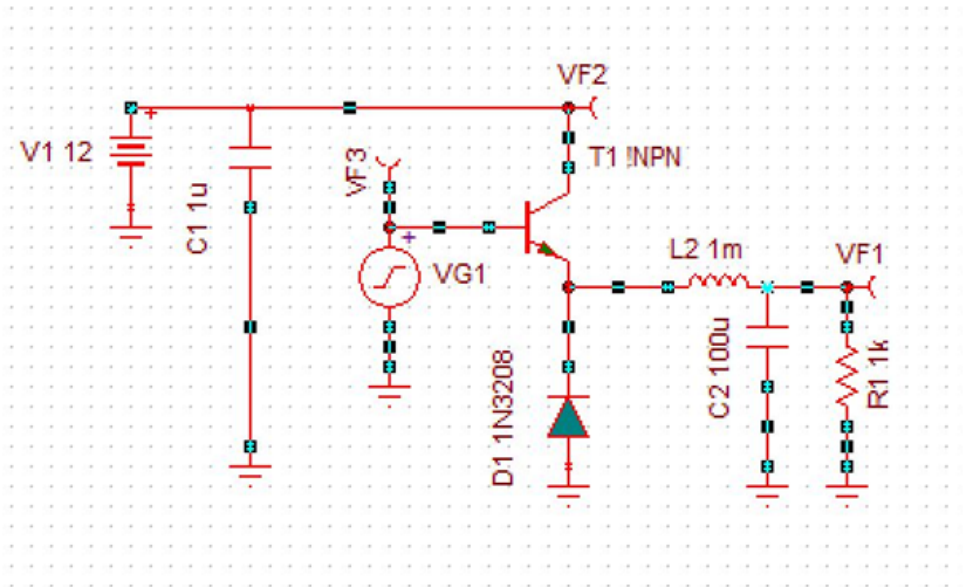 VF2
+
V1 12
T1 !NPN
VF3
C1 1u
+
VG1
L2 1m
VF1
C2 100u
R1 1k
D1 1N3208